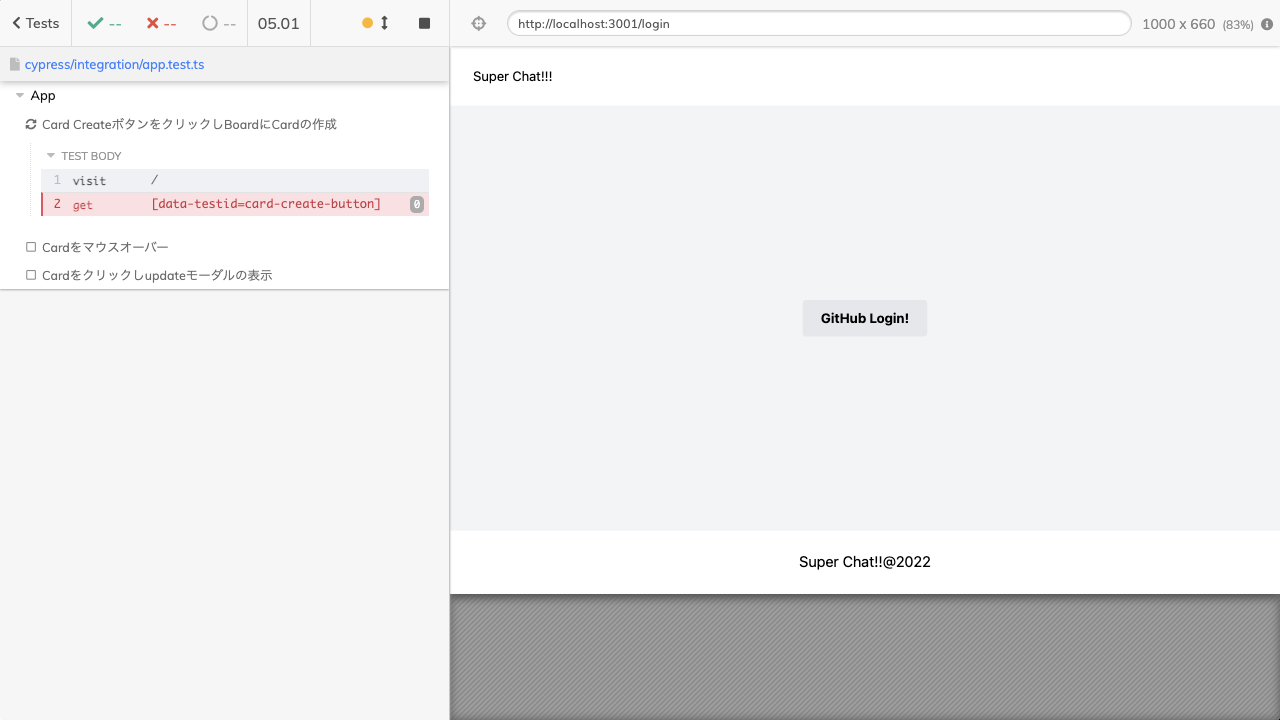 Tests
--
--
--
05.01
http://localhost:3001/login
1000 x 660 (83%)
cypress/integration/app.test.ts
App
Card CreateボタンをクリックしBoardにCardの作成
TEST BODY
1 visit /
2 get [data-testid=card-create-button] 0
Cardをマウスオーバー
Cardをクリックしupdateモーダルの表示
Super Chat!!!
GitHub Login!
Super Chat!!@2022